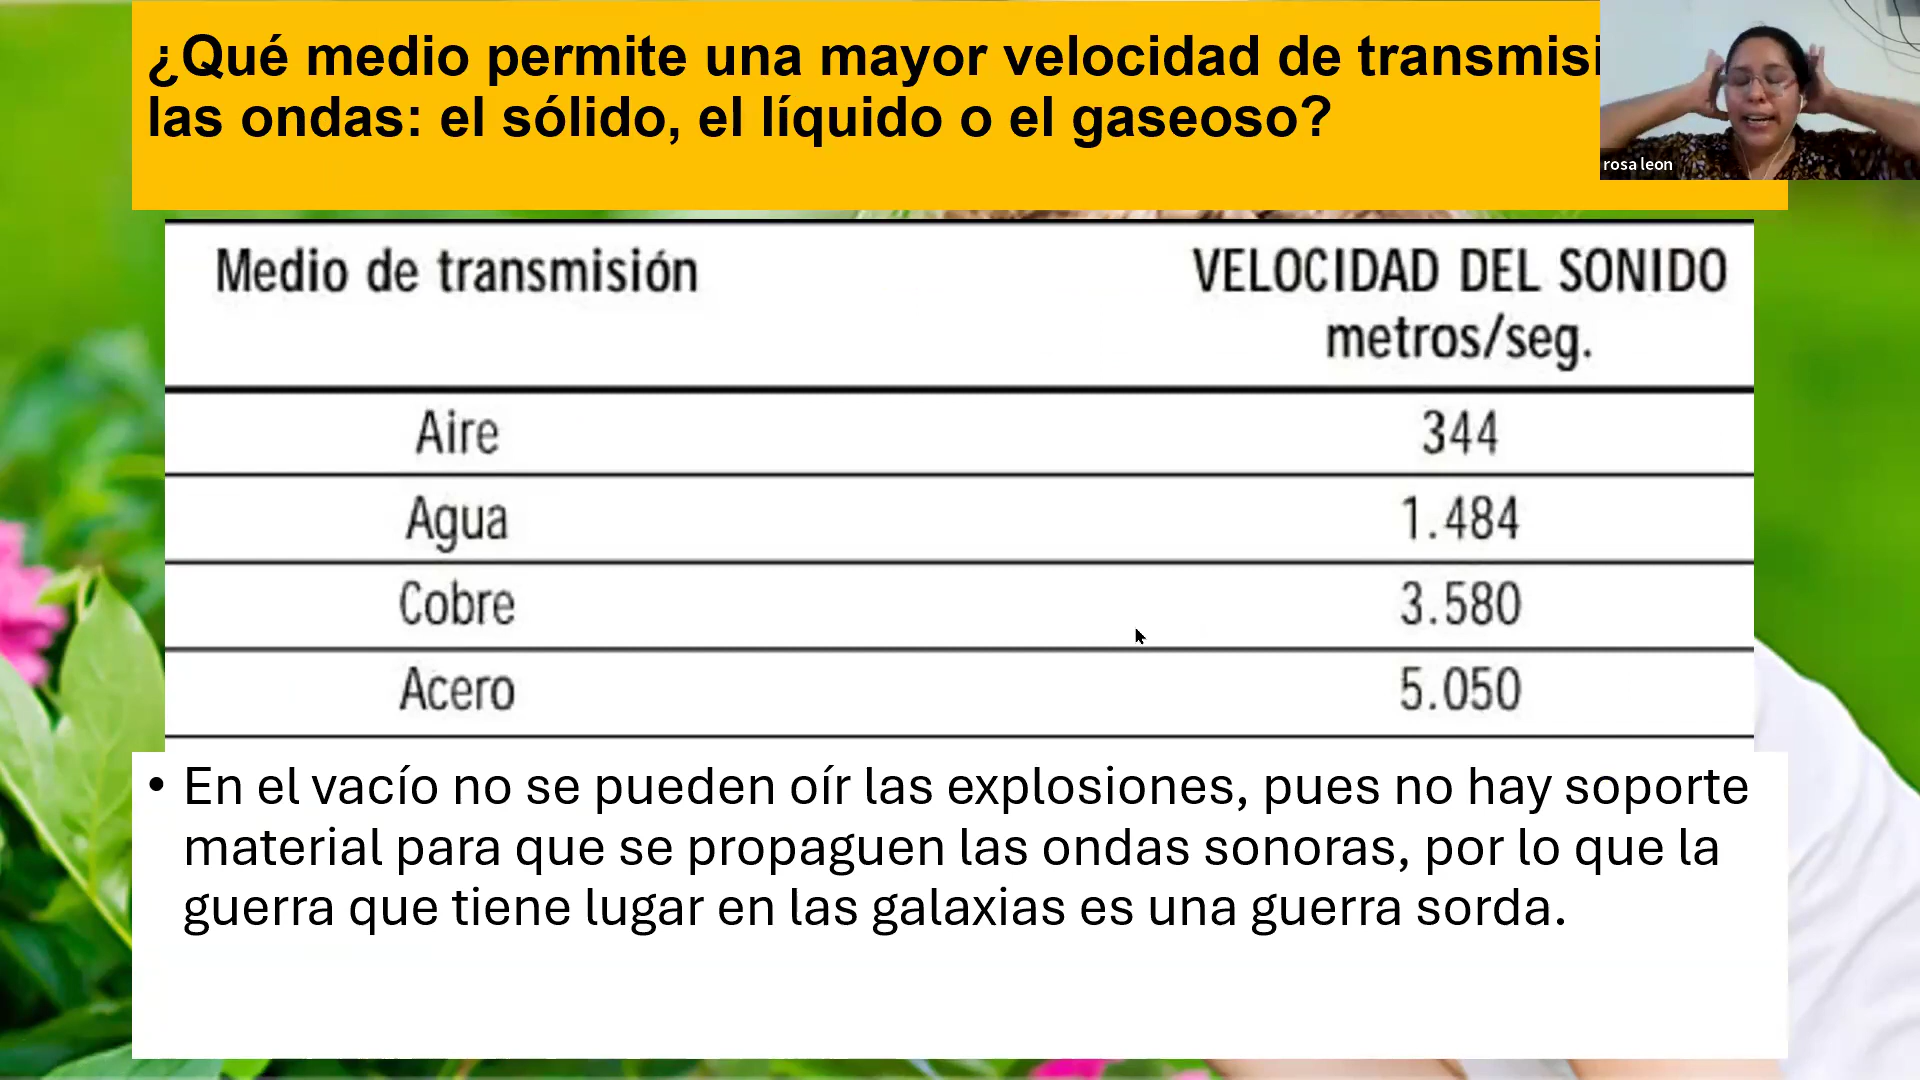 ¿Qué medio permite una mayor velocidad de
las ondas: el sólido, el líquido o el gaseoso?
rosa leon
Medio de transmisión VELOCIDAD DEL SONIDO
metros/seg.
Aire 344
Agua 1.484
Cobre 3.580
Acero 5.050
• En el vacío no se pueden oír las explosiones, pues no hay soporte
material para que se propaguen las ondas sonoras, por lo que la
guerra que tiene lugar en las galaxias es una guerra sorda.